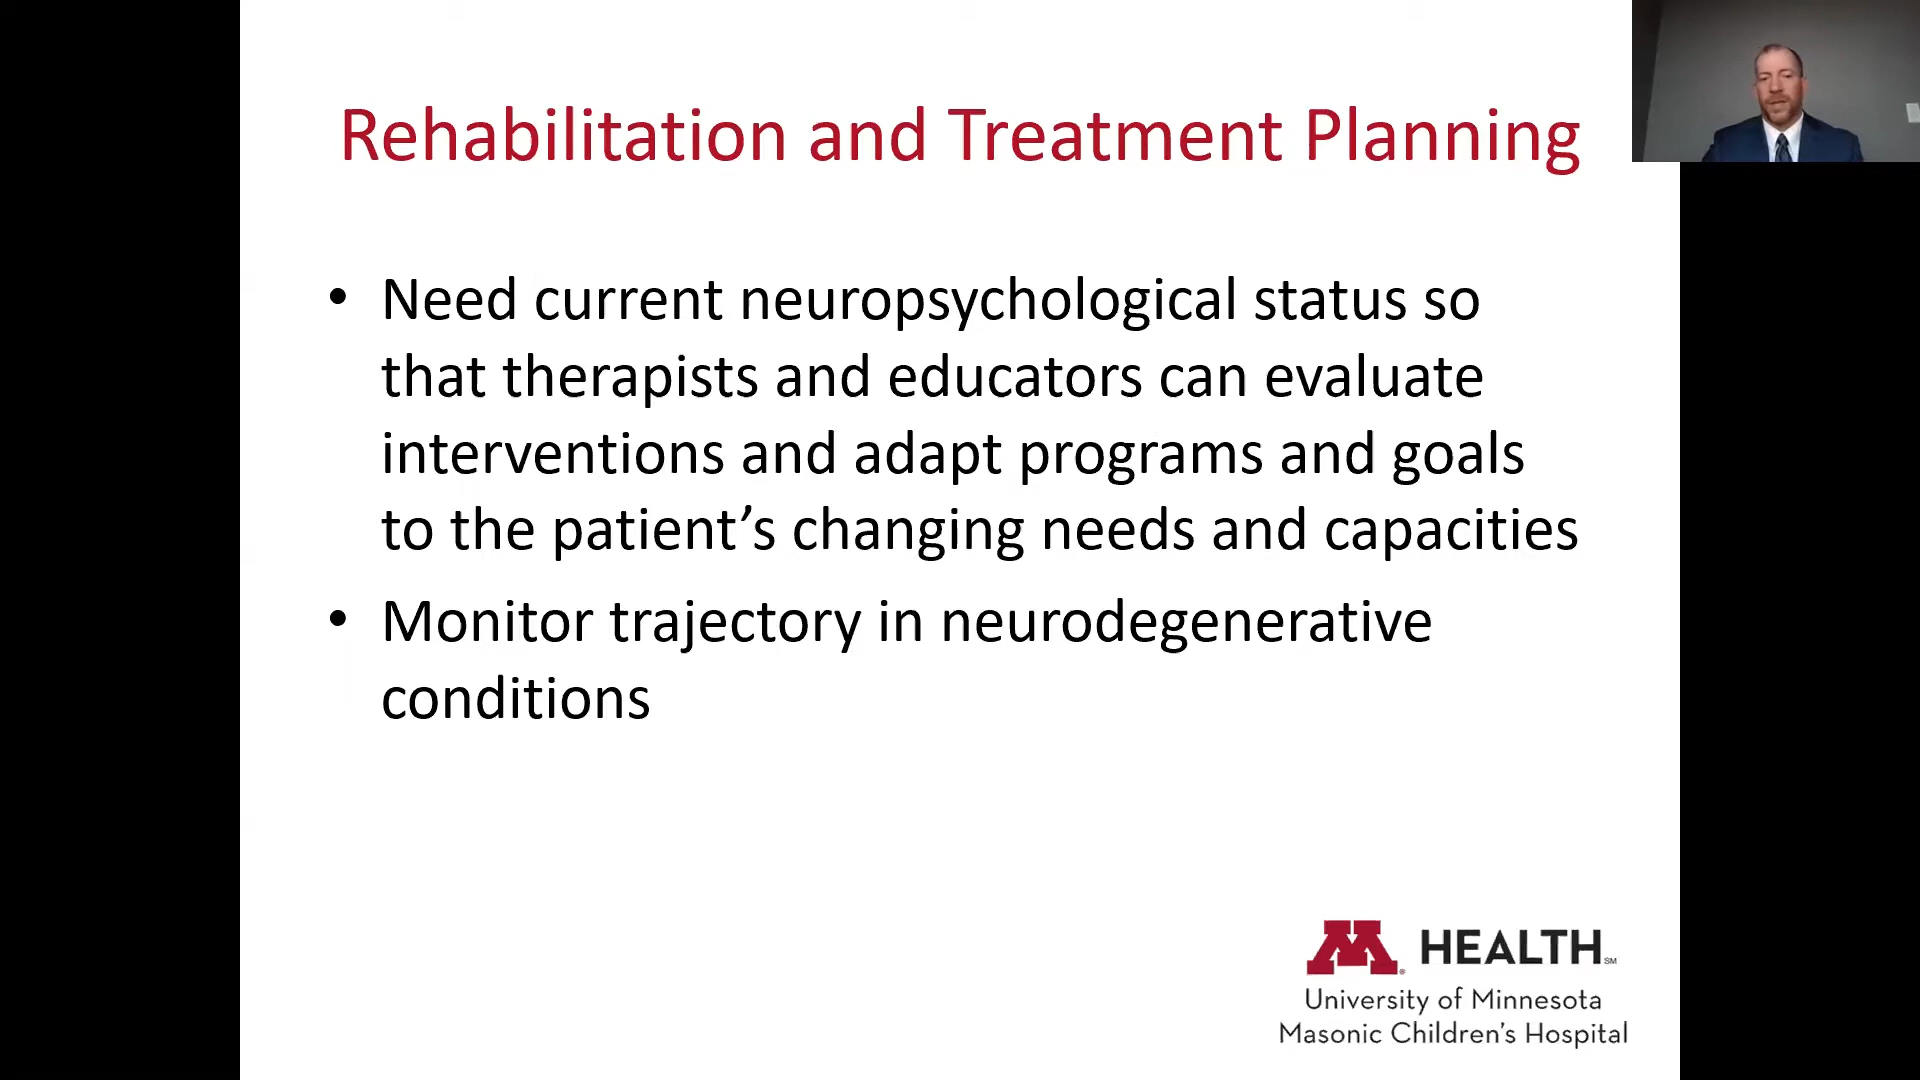 Rehabilitation and Treatment Planning
• Need current neuropsychological status so
that therapists and educators can evaluate
interventions and adapt programs and goals
to the patient’s changing needs and capacities
• Monitor trajectory in neurodegenerative
conditions
M® HEALTH℠
University of Minnesota
Masonic Children’s Hospital